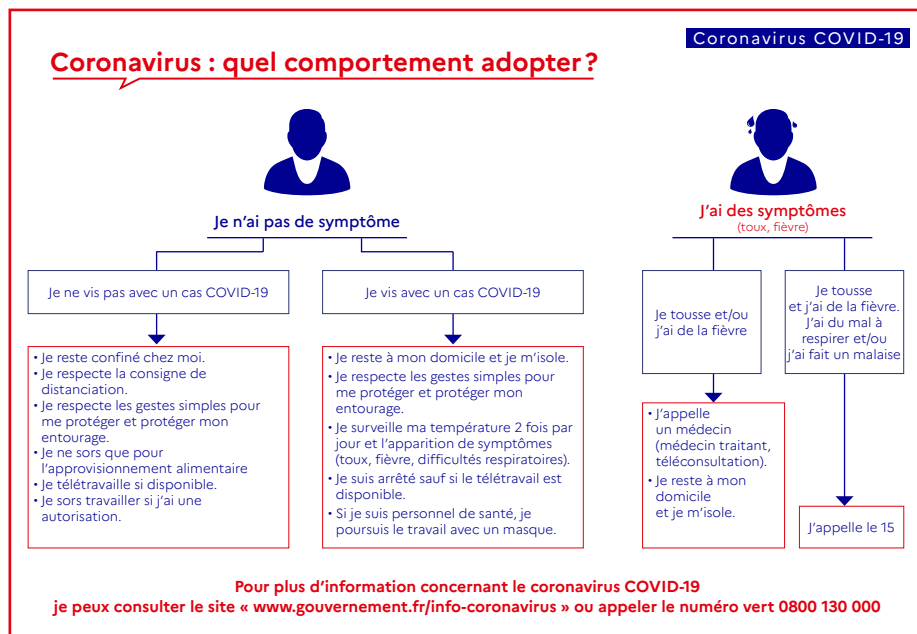 Coronavirus COVID-19
Coronavirus : quel comportement adopter ?
Je n'ai pas de symptôme
Je ne vis pas avec un cas COVID-19
• Je reste confiné chez moi.
• Je respecte la consigne de
distanciation.
• Je respecte les gestes simples pour
me protéger et protéger mon
entourage.
• Je ne sors que pour
l'approvisionnement alimentaire
• Je télétravaille si disponible.
• Je sors travailler si j'ai une
autorisation.
Je vis avec un cas COVID-19
• Je reste à mon domicile et je m'isole.
• Je respecte les gestes simples pour
me protéger et protéger mon
entourage.
• Je surveille ma température 2 fois par
jour et l'apparition de symptômes
(toux, fièvre, difficultés respiratoires).
• Je suis arrêté sauf si le télétravail est
disponible.
• Si je suis personnel de santé, je
poursuis le travail avec un masque.
J'ai des symptômes
(toux, fièvre)
Je tousse et/ou
j'ai de la fièvre
• J'appelle
un médecin
(médecin traitant,
téléconsultation).
• Je reste à mon
domicile
et je m'isole.
Je tousse
et j'ai de la fièvre.
J'ai du mal à
respirer et/ou
j'ai fait un malaise
J'appelle le 15
Pour plus d'information concernant le coronavirus COVID-19
je peux consulter le site « www.gouvernement.fr/info-coronavirus » ou appeler le numéro vert 0800 130 000